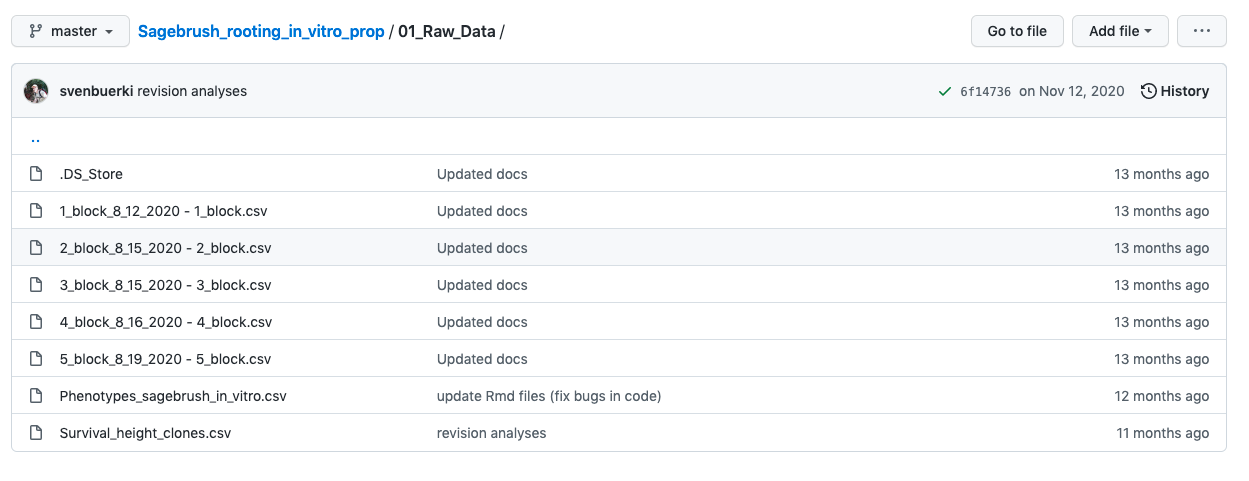 master Sagebrush_rooting_in_vitro_prop / 01_Raw_Data / Go to file Add file ...
svenbuerki revision analyses 6f14736 on Nov 12, 2020 History
..
.DS_Store Updated docs 13 months ago
1_block_8_12_2020 - 1_block.csv Updated docs 13 months ago
2_block_8_15_2020 - 2_block.csv Updated docs 13 months ago
3_block_8_15_2020 - 3_block.csv Updated docs 13 months ago
4_block_8_16_2020 - 4_block.csv Updated docs 13 months ago
5_block_8_19_2020 - 5_block.csv Updated docs 13 months ago
Phenotypes_sagebrush_in_vitro.csv update Rmd files (fix bugs in code) 12 months ago
Survival_height_clones.csv revision analyses 11 months ago